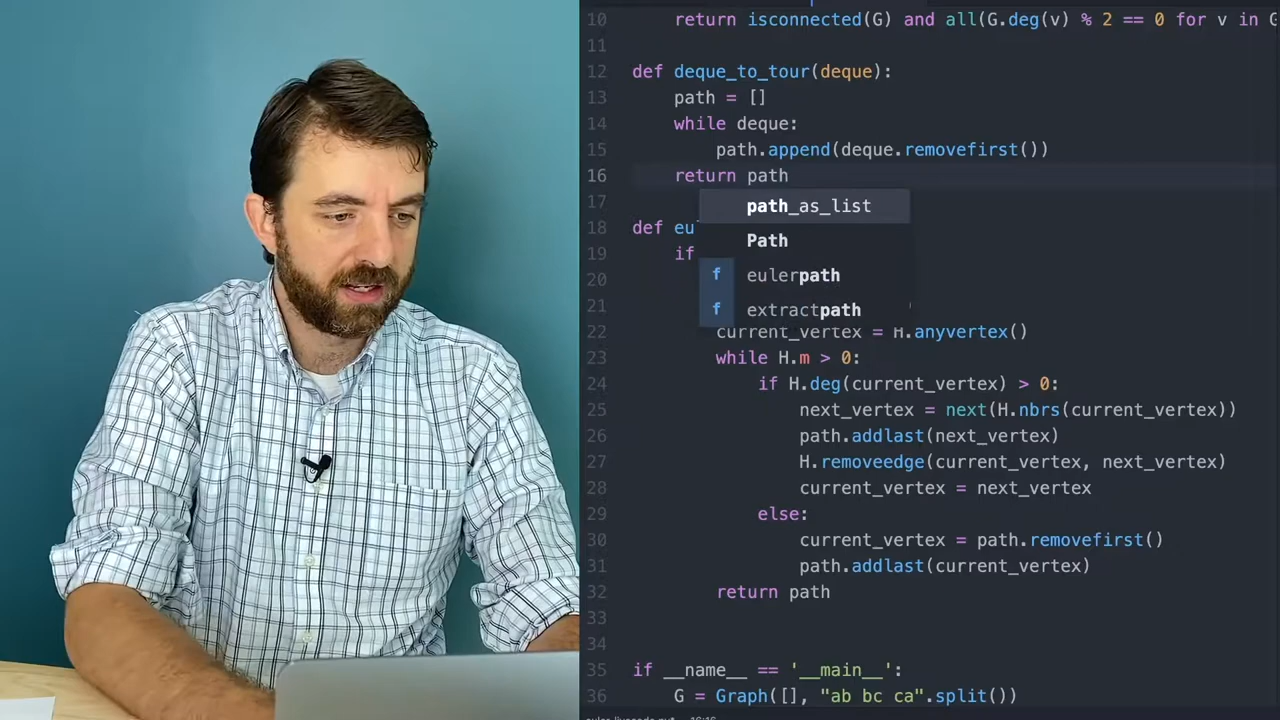 10 return isconnected(G) and all(G.deg(v) % 2 == 0 for v in G
11
12 def deque_to_tour(deque):
13 path = []
14 while deque:
15 path.append(deque.removefirst())
16 return path
17 path_as_list
18 def eu
Path
19 if
20 f eulerpath
21 f extractpath
22 current_vertex = H.anyvertex()
23 while H.m > 0:
24 if H.deg(current_vertex) > 0:
25 next_vertex = next(H.nbrs(current_vertex))
26 path.addlast(next_vertex)
27 H.removeedge(current_vertex, next_vertex)
28 current_vertex = next_vertex
29 else:
30 current_vertex = path.removefirst()
31 path.addlast(current_vertex)
32 return path
33
34
35 if __name__ == '__main__':
36 G = Graph([], "ab bc ca".split())